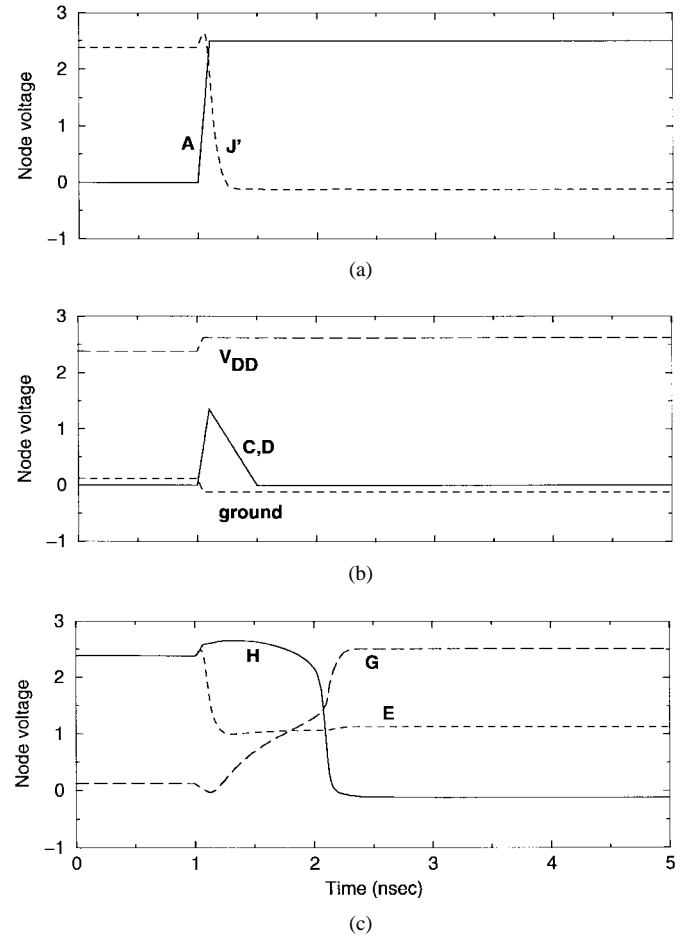 3
2
1
0
−1
Node voltage
A
J'
(a)
3
2
1
0
−1
Node voltage
VDD
C,D
ground
(b)
3
2
1
0
−1
Node voltage
H
G
E
0
1
2
3
4
5
Time (nsec)
(c)